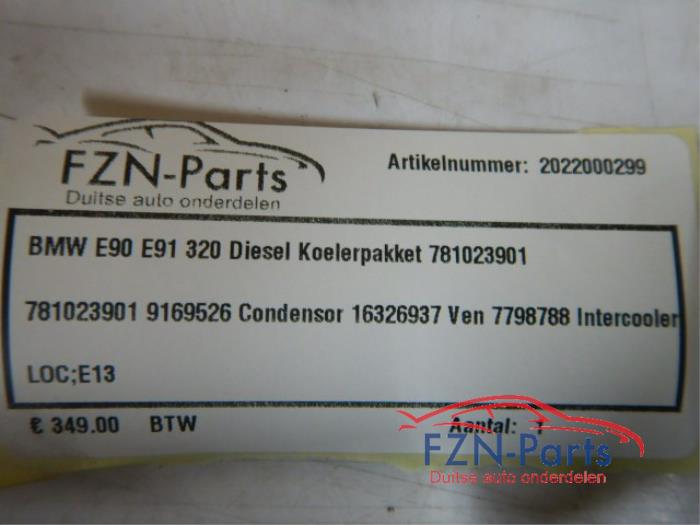 FZN-Parts
Duitse auto onderdelen
Artikelnummer: 2022000299
BMW E90 E91 320 Diesel Koelerpakket 781023901
781023901 9169526 Condensor 16326937 Ven 7798788 Intercooler
LOC;E13
€ 349.00 BTW
Aantal: 1
FZN-Parts
Duitse auto onderdelen